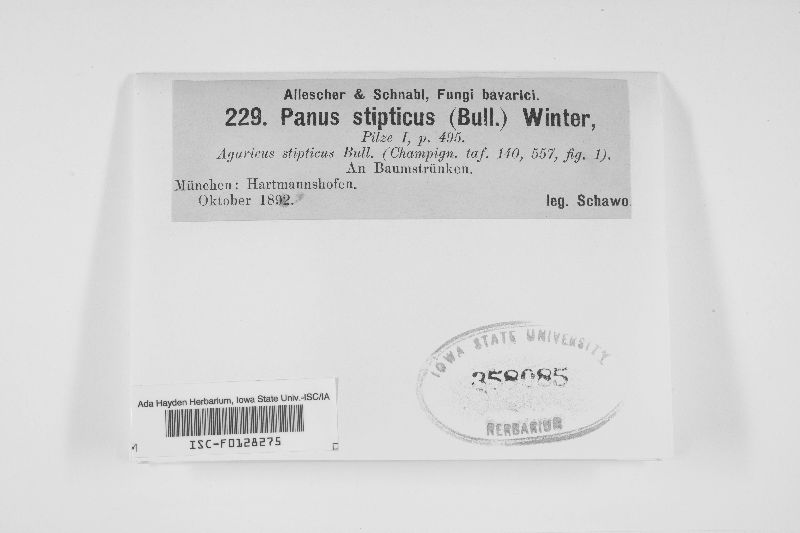 Allescher & Schnabl, Fungi bavarici.
229. Panus stipticus (Bull.) Winter,
Pilze I, p. 495.
Agaricus stipticus Bull. (Champign. taf. 140, 557, fig. 1).
An Baumstrünken.
München: Hartmannshofen.
Oktober 1892.
leg. Schawo.
IOWA STATE UNIVERSITY
358085
HERBARIUM
Ada Hayden Herbarium, Iowa State Univ.-ISC/IA
ISC-F0128275